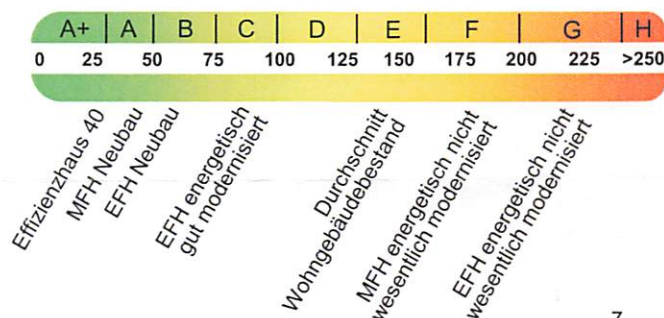 A+ A B C D E F G H
0 25 50 75 100 125 150 175 200 225 >250
Effizienzhaus 40
MFH Neubau
EFH Neubau
EFH energetisch
gut modernisiert
Durchschnitt
Wohngebäudebestand
MFH energetisch nicht
wesentlich modernisiert
EFH energetisch nicht
wesentlich modernisiert